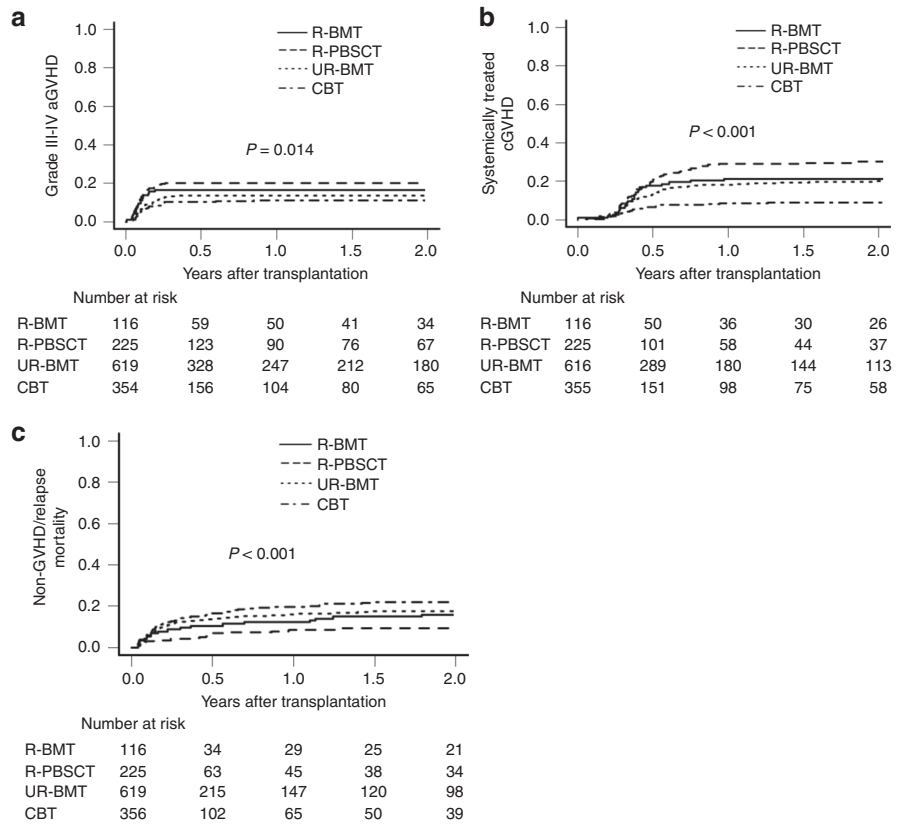 a
Grade III-IV aGVHD
1.0
0.8
0.6
0.4
0.2
0.0
R-BMT
R-PBSCT
UR-BMT
CBT
P = 0.014
0.0 0.5 1.0 1.5 2.0
Years after transplantation
Number at risk
R-BMT 116 59 50 41 34
R-PBSCT 225 123 90 76 67
UR-BMT 619 328 247 212 180
CBT 354 156 104 80 65
b
Systemically treated
cGVHD
1.0
0.8
0.6
0.4
0.2
0.0
R-BMT
R-PBSCT
UR-BMT
CBT
P < 0.001
0.0 0.5 1.0 1.5 2.0
Years after transplantation
Number at risk
R-BMT 116 50 36 30 26
R-PBSCT 225 101 58 44 37
UR-BMT 616 289 180 144 113
CBT 355 151 98 75 58
c
Non-GVHD/relapse
mortality
1.0
0.8
0.6
0.4
0.2
0.0
R-BMT
R-PBSCT
UR-BMT
CBT
P < 0.001
0.0 0.5 1.0 1.5 2.0
Years after transplantation
Number at risk
R-BMT 116 34 29 25 21
R-PBSCT 225 63 45 38 34
UR-BMT 619 215 147 120 98
CBT 356 102 65 50 39